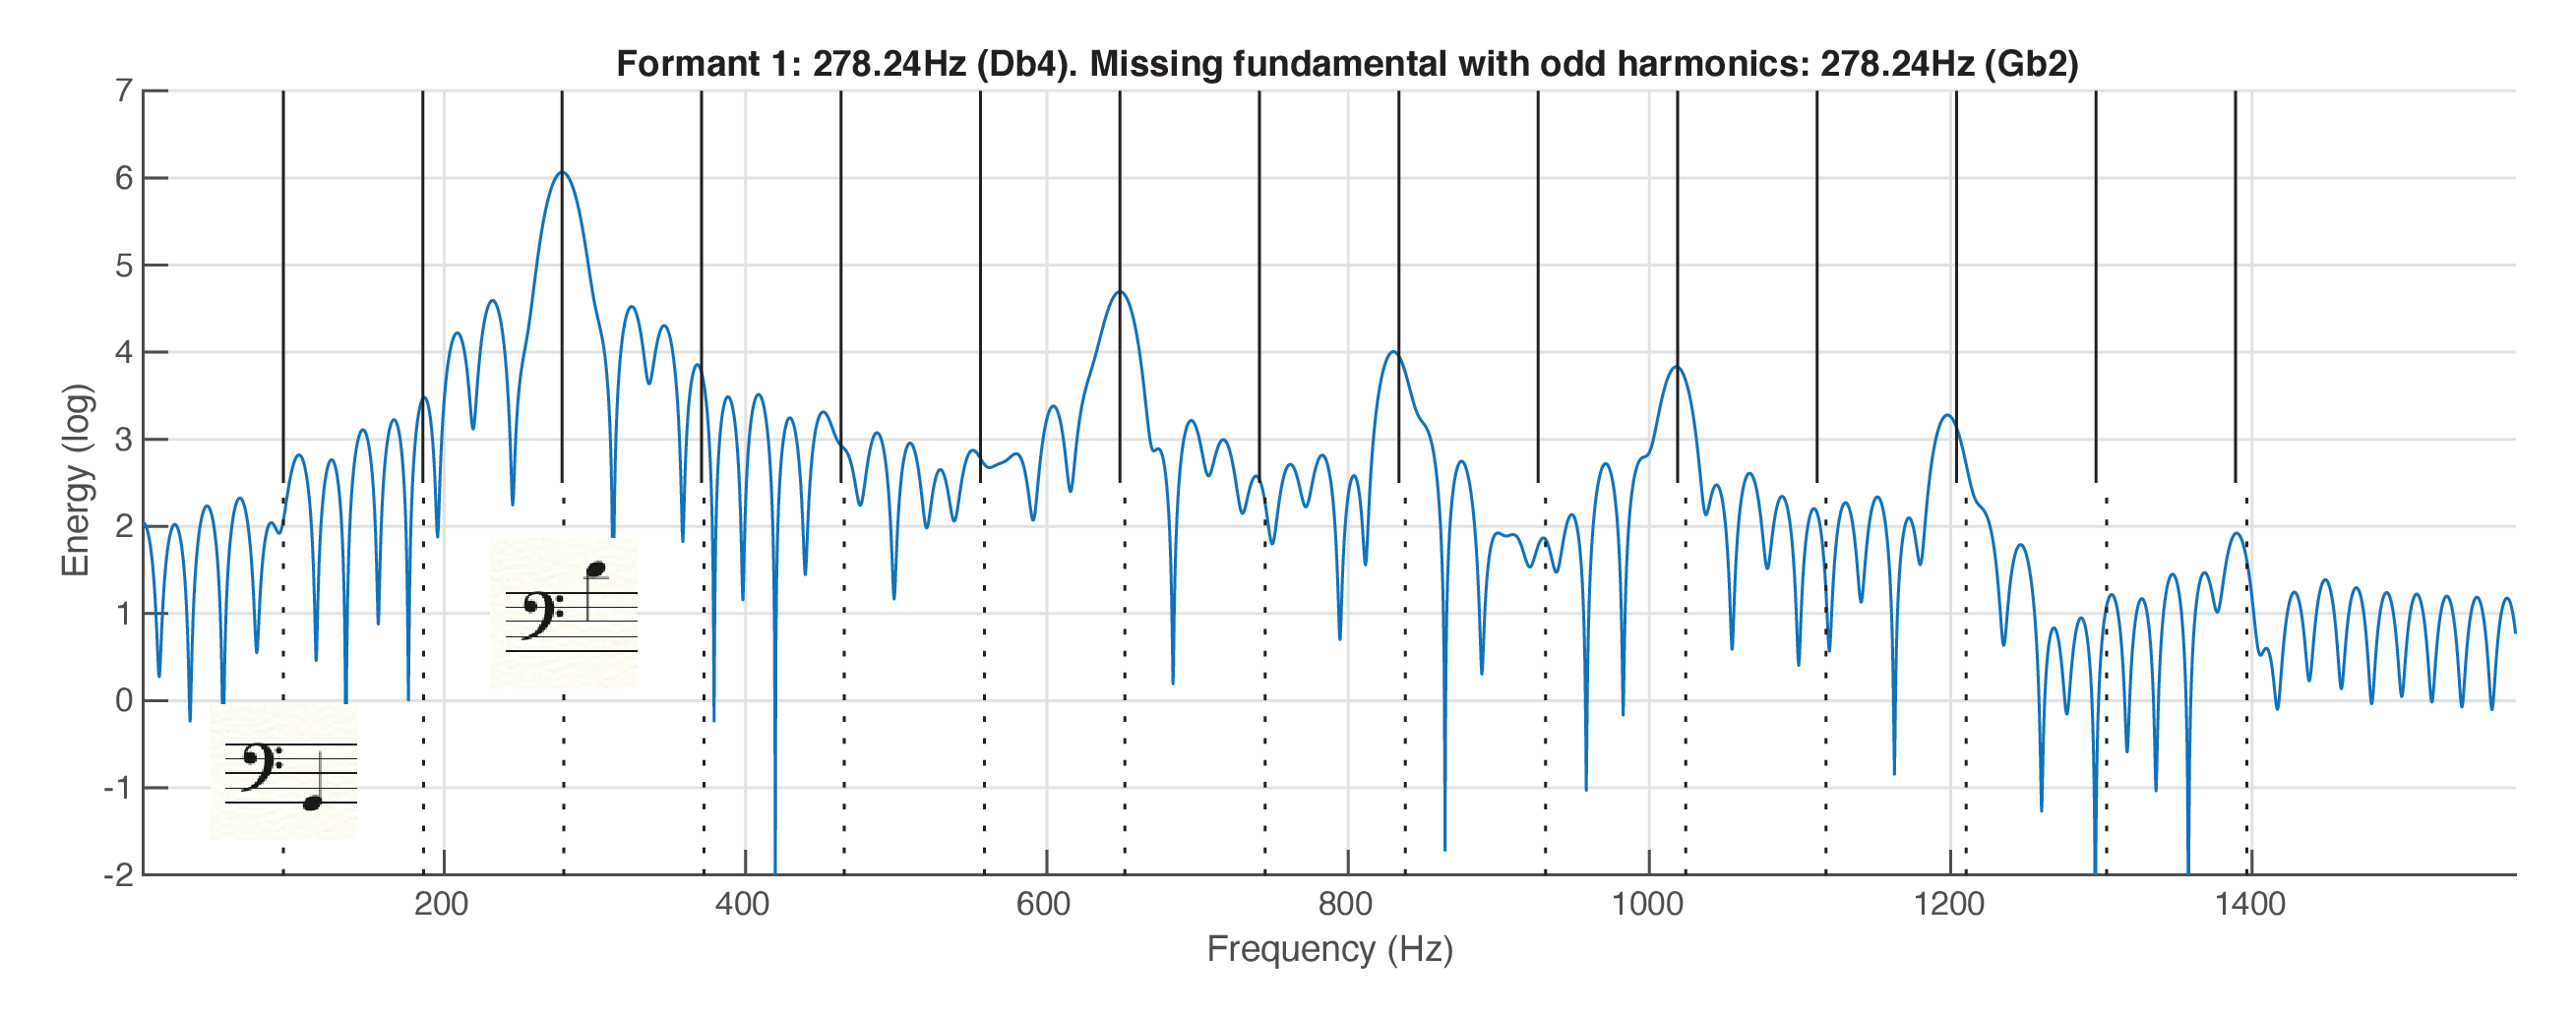 Formant 1: 278.24Hz (Db4). Missing fundamental with odd harmonics: 278.24Hz (Gb2)
7
6
5
4
3
2
1
0
-1
-2
Energy (log)
200 400 600 800 1000 1200 1400
Frequency (Hz)